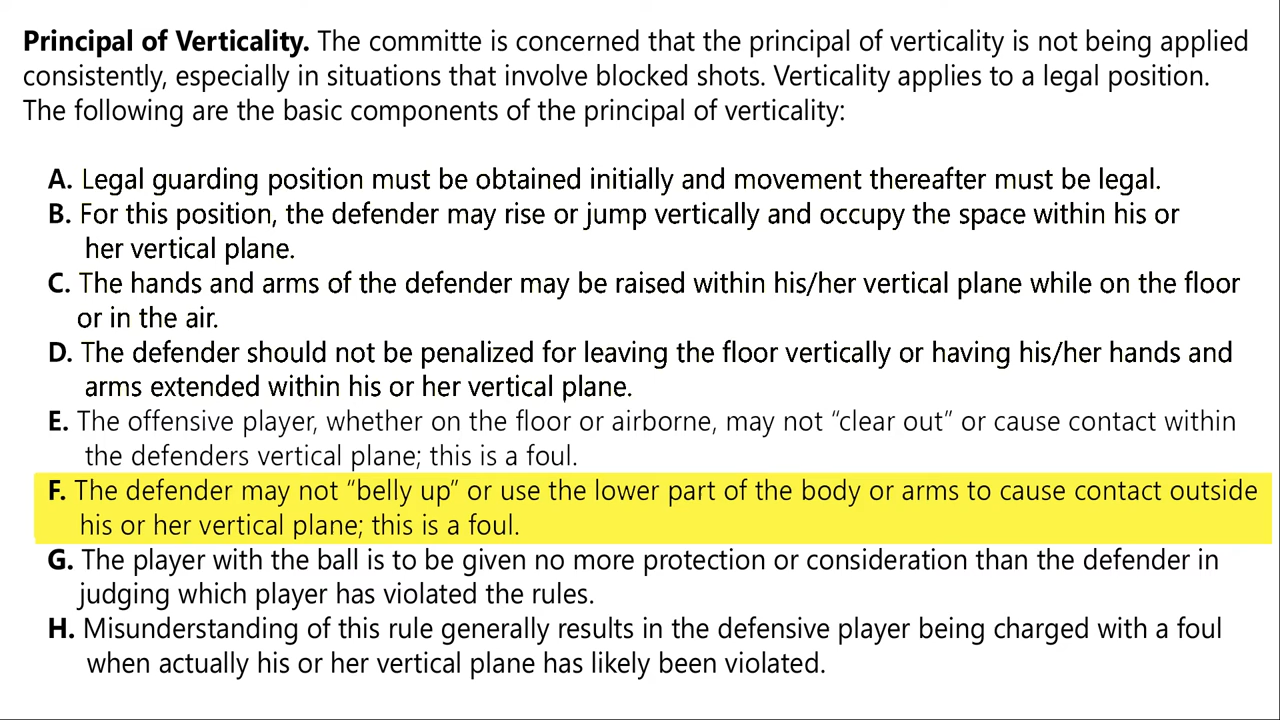 Principal of Verticality. The committe is concerned that the principal of verticality is not being applied
consistently, especially in situations that involve blocked shots. Verticality applies to a legal position.
The following are the basic components of the principal of verticality:
A. Legal guarding position must be obtained initially and movement thereafter must be legal.
B. For this position, the defender may rise or jump vertically and occupy the space within his or
her vertical plane.
C. The hands and arms of the defender may be raised within his/her vertical plane while on the floor
or in the air.
D. The defender should not be penalized for leaving the floor vertically or having his/her hands and
arms extended within his or her vertical plane.
E. The offensive player, whether on the floor or airborne, may not “clear out” or cause contact within
the defenders vertical plane; this is a foul.
F. The defender may not “belly up” or use the lower part of the body or arms to cause contact outside
his or her vertical plane; this is a foul.
G. The player with the ball is to be given no more protection or consideration than the defender in
judging which player has violated the rules.
H. Misunderstanding of this rule generally results in the defensive player being charged with a foul
when actually his or her vertical plane has likely been violated.